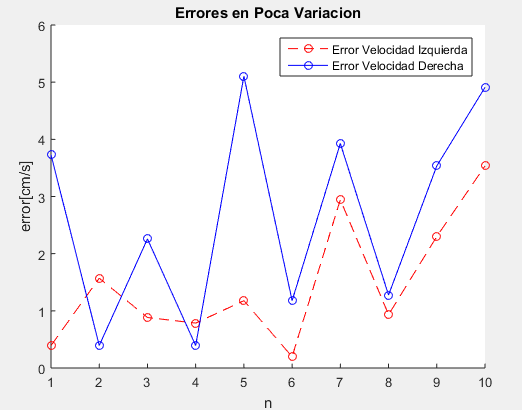 Errores en Poca Variacion
Error Velocidad Izquierda
Error Velocidad Derecha
error[cm/s]
6
5
4
3
2
1
0
1 2 3 4 5 6 7 8 9 10
n